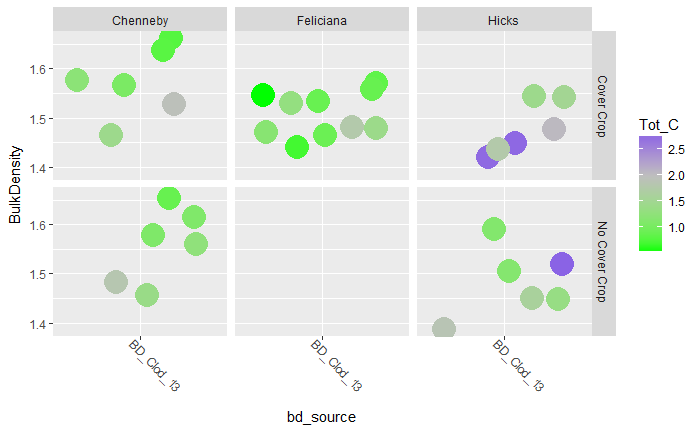 Chenneby
Feliciana
Hicks
BulkDensity
1.6
1.5
1.4
Cover Crop
1.6
1.5
1.4
No Cover Crop
BD_Clod_13
BD_Clod_13
BD_Clod_13
bd_source
Tot_C
2.5
2.0
1.5
1.0